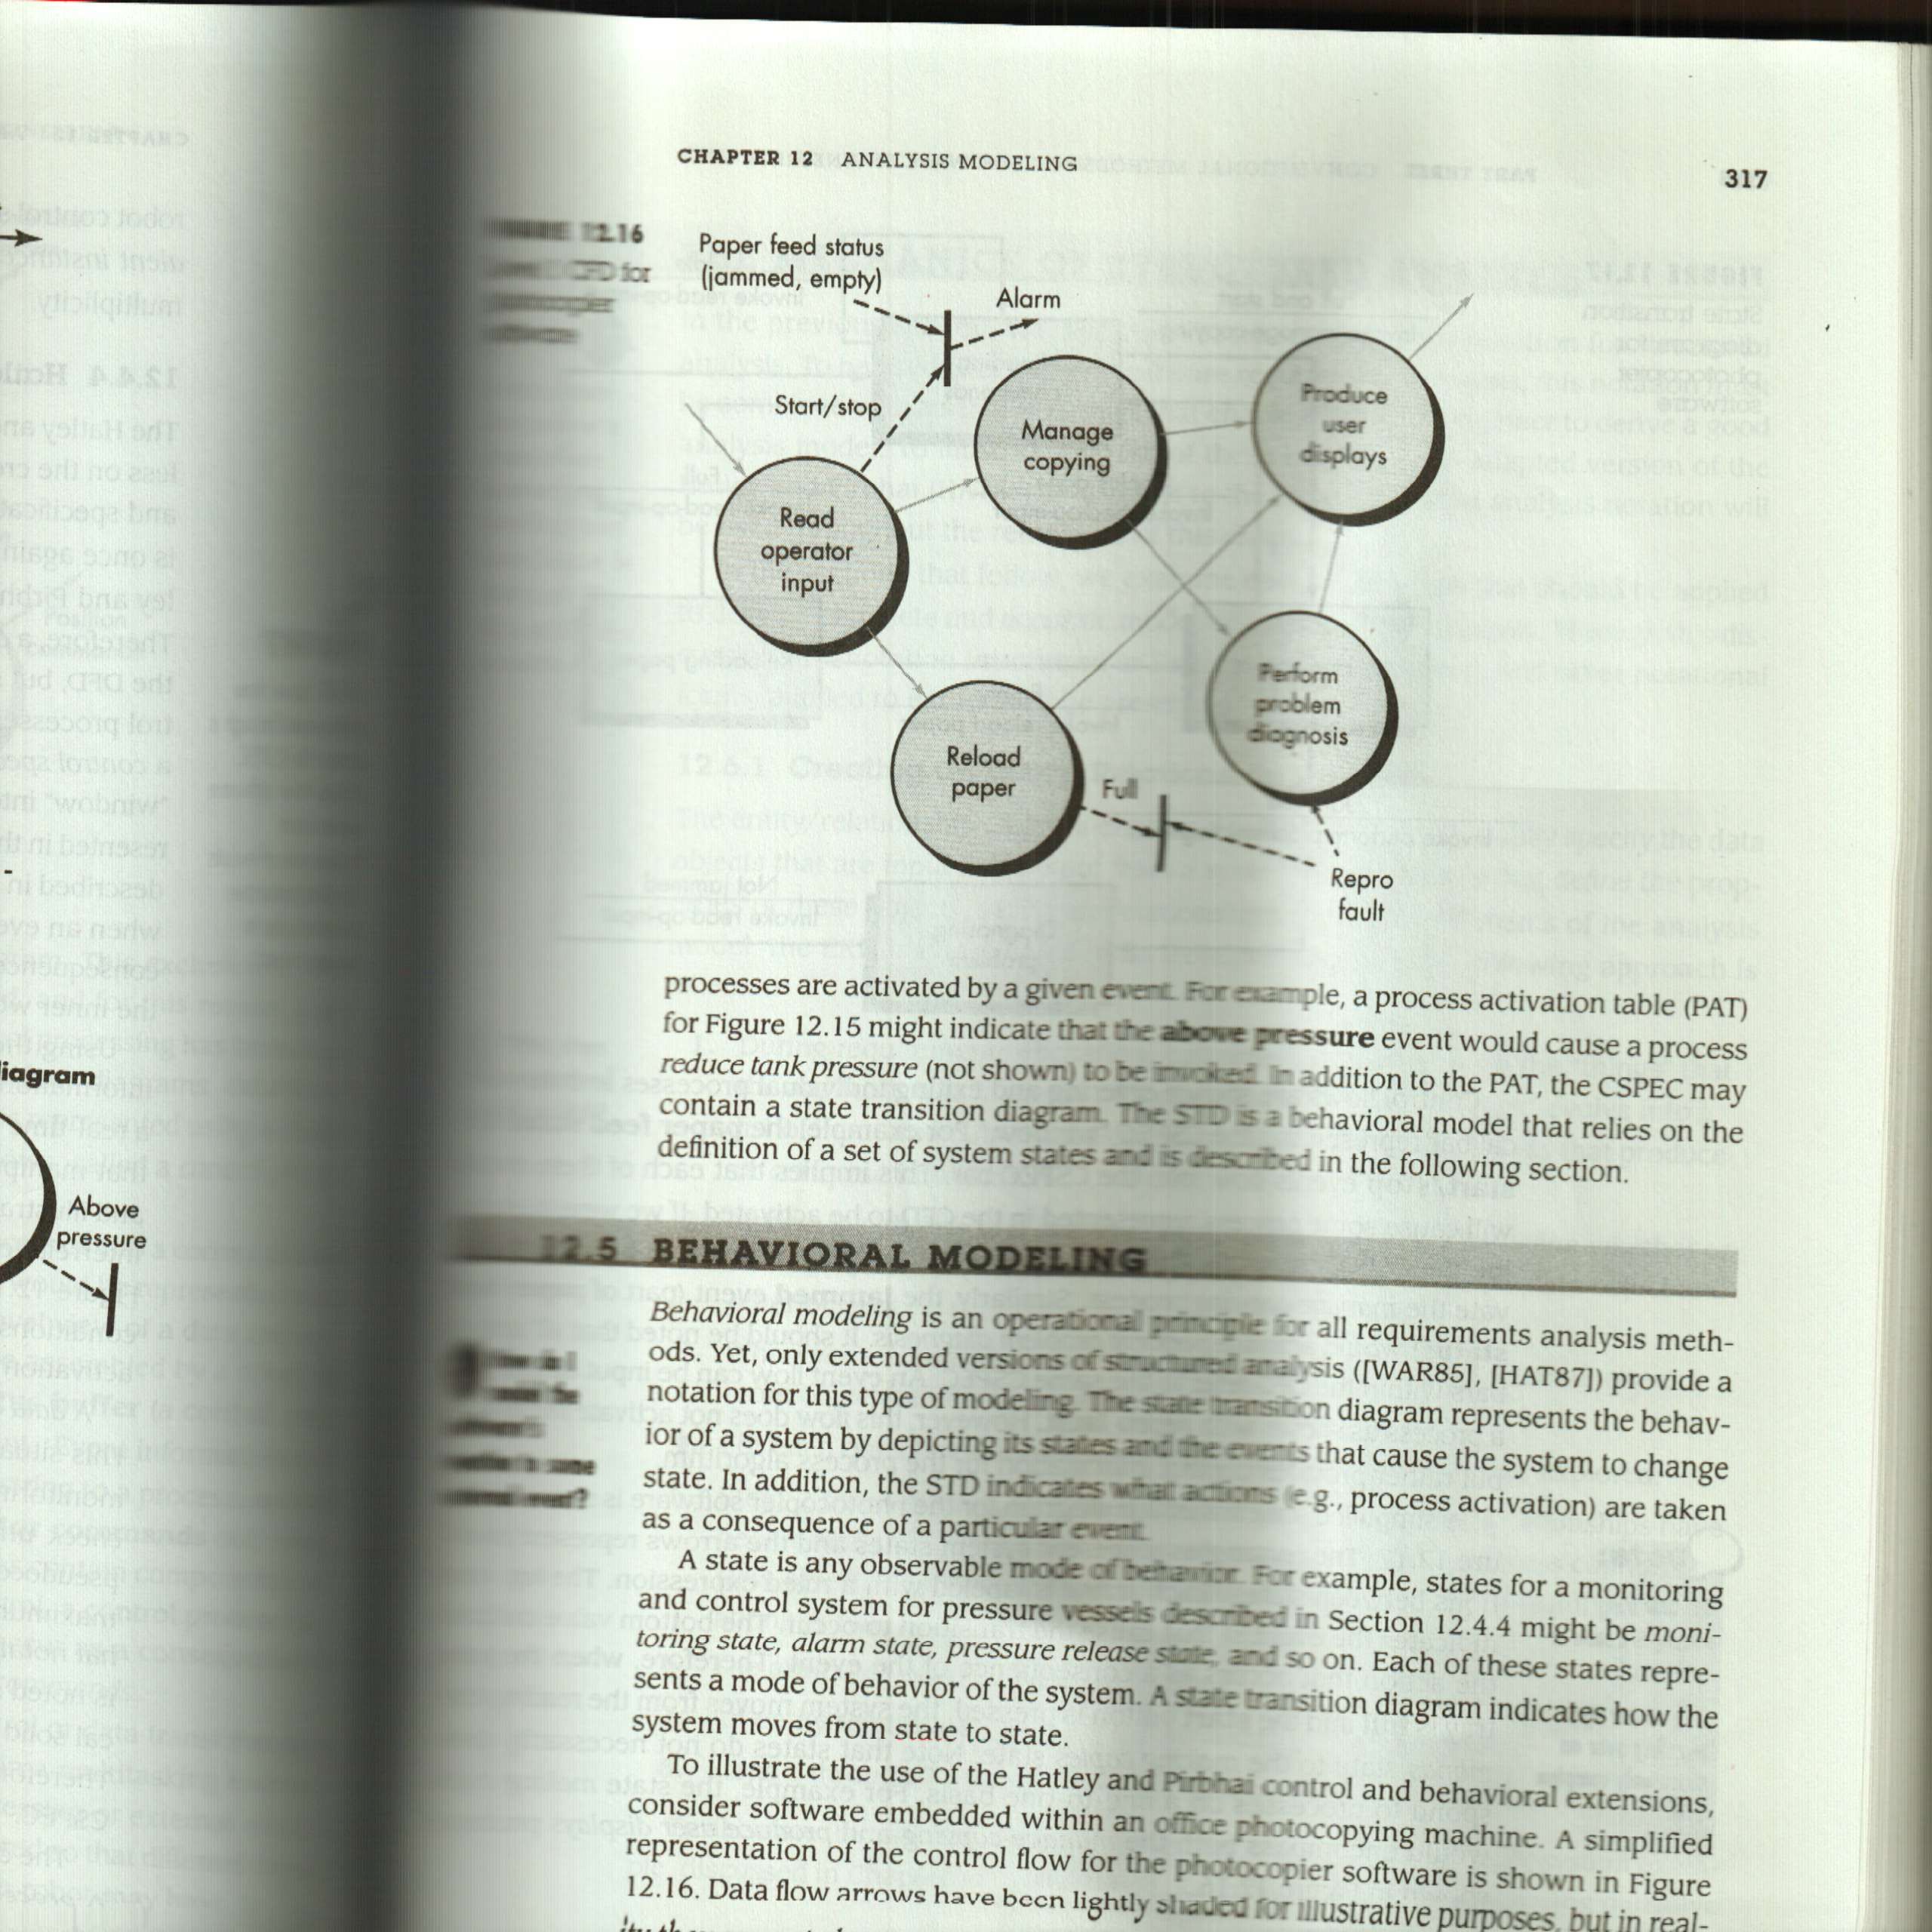 CHAPTER 12 ANALYSIS MODELING
317
12.16
CFD for
Paper feed status
(jammed, empty)
Alarm
Start/stop
Manage
copying
Produce
user
displays
Read
operator
input
Perform
problem
diagnosis
Reload
paper
Full
Repro
fault
processes are activated by a given event. For example, a process activation table (PAT)
for Figure 12.15 might indicate that the above pressure event would cause a process
reduce tank pressure (not shown) to be invoked. In addition to the PAT, the CSPEC may
contain a state transition diagram. The STD is a behavioral model that relies on the
definition of a set of system states and is described in the following section.
iagram
Above
pressure
12.5 BEHAVIORAL MODELING
Behavioral modeling is an operational principle for all requirements analysis meth-
ods. Yet, only extended versions of structured analysis ([WAR85], [HAT87]) provide a
notation for this type of modeling. The state transition diagram represents the behav-
ior of a system by depicting its states and the events that cause the system to change
state. In addition, the STD indicates what actions (e.g., process activation) are taken
as a consequence of a particular event.
A state is any observable mode of behavior. For example, states for a monitoring
and control system for pressure vessels described in Section 12.4.4 might be moni-
toring state, alarm state, pressure release state, and so on. Each of these states repre-
sents a mode of behavior of the system. A state transition diagram indicates how the
system moves from state to state.
To illustrate the use of the Hatley and Pirbhai control and behavioral extensions,
consider software embedded within an office photocopying machine. A simplified
representation of the control flow for the photocopier software is shown in Figure
12.16. Data flow arrows have been lightly shaded for illustrative purposes, but in real-